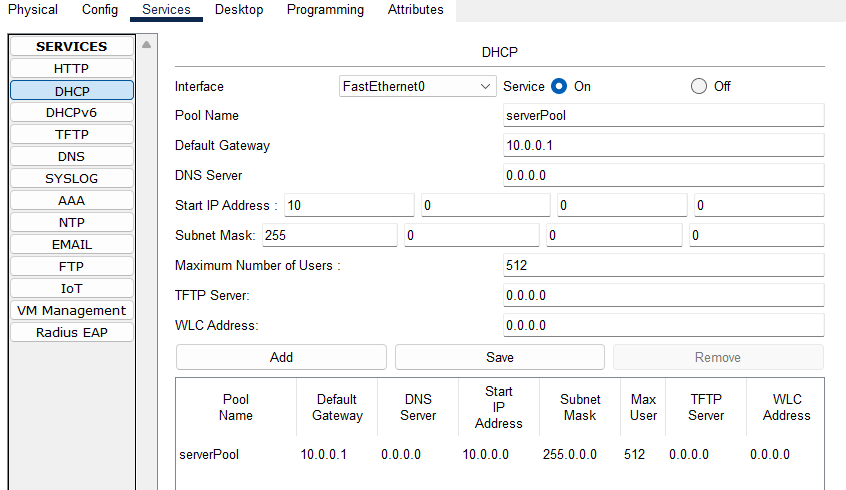 Physical Config Services Desktop Programming Attributes
SERVICES
HTTP
DHCP
DHCPv6
TFTP
DNS
SYSLOG
AAA
NTP
EMAIL
FTP
IoT
VM Management
Radius EAP
DHCP
Interface FastEthernet0 Service On Off
Pool Name serverPool
Default Gateway 10.0.0.1
DNS Server 0.0.0.0
Start IP Address : 10 0 0 0
Subnet Mask: 255 0 0 0
Maximum Number of Users : 512
TFTP Server: 0.0.0.0
WLC Address: 0.0.0.0
Add Save Remove
Pool Name Default Gateway DNS Server Start IP Address Subnet Mask Max User TFTP Server WLC Address
serverPool 10.0.0.1 0.0.0.0 10.0.0.0 255.0.0.0 512 0.0.0.0 0.0.0.0